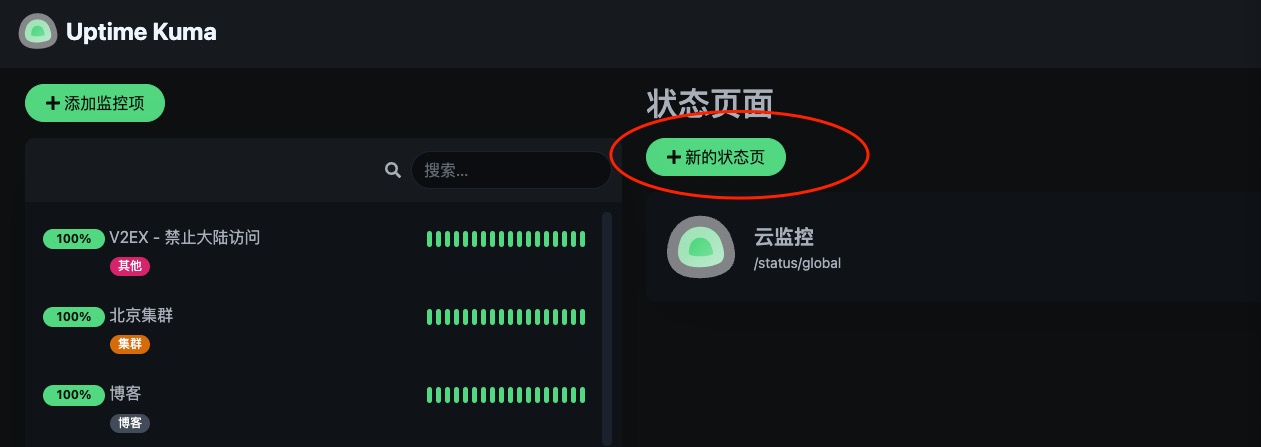 Uptime Kuma
添加监控项
搜索...
100% V2EX - 禁止大陆访问
其他
100% 北京集群
集群
100% 博客
博客
状态页面
新的状态页
云监控
/status/global